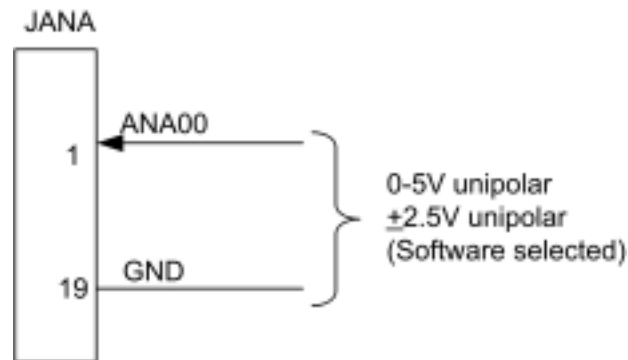 JANA
ANA00
1
0-5V unipolar
±2.5V unipolar
(Software selected)
GND
19